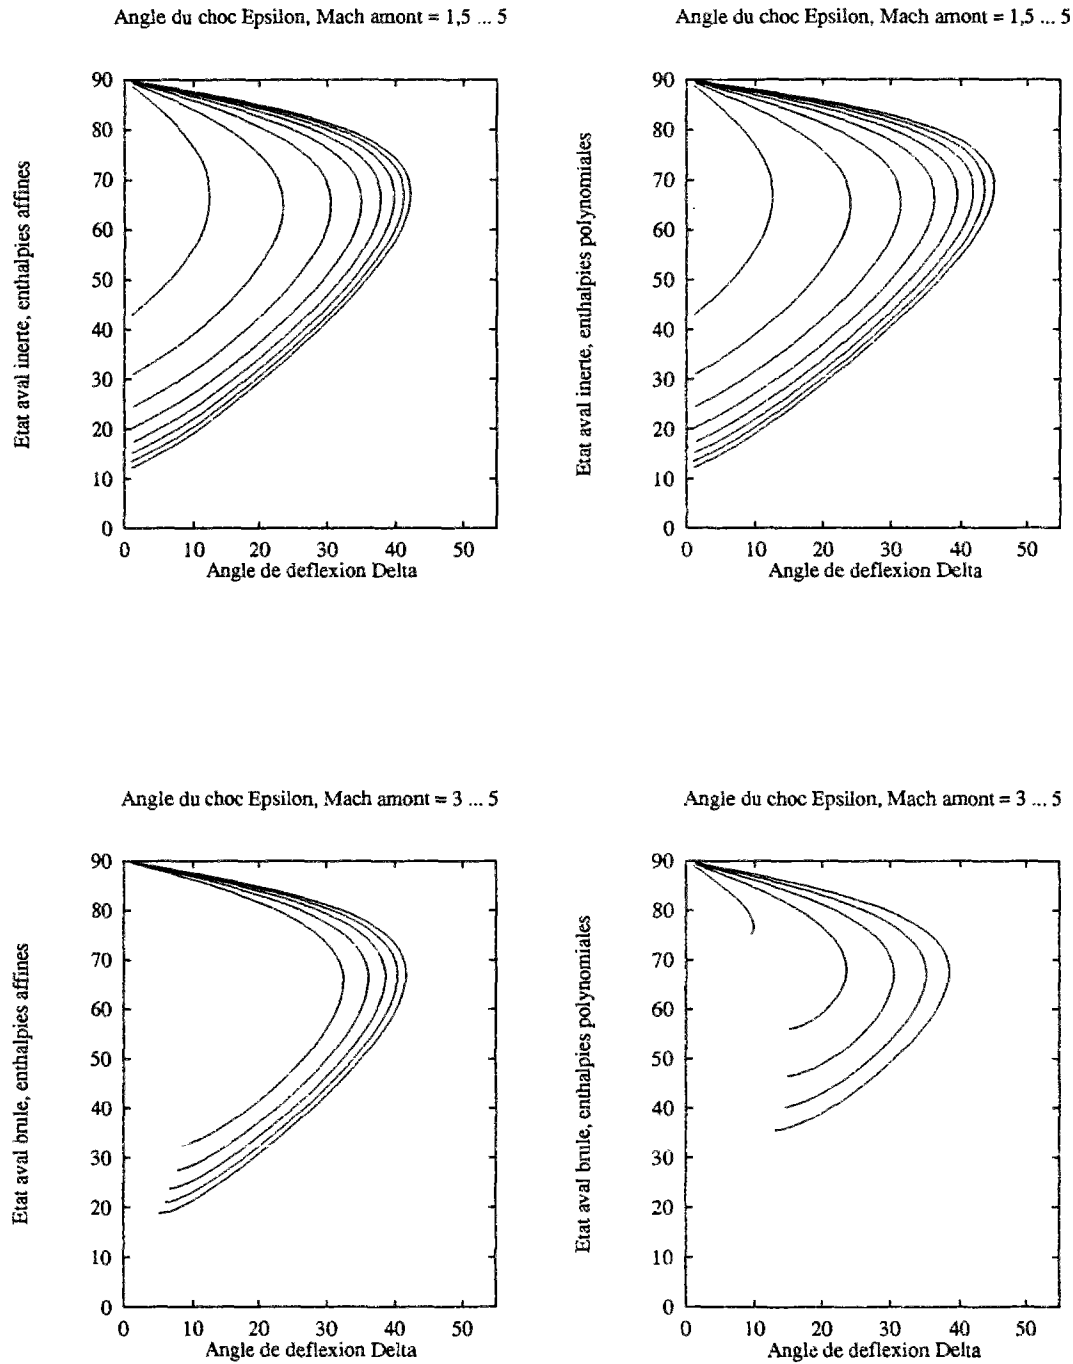 Angle du choc Epsilon, Mach amont = 1,5 ... 5
Etat aval inerte, enthalpies affines
90
80
70
60
50
40
30
20
10
0
0 10 20 30 40 50
Angle de deflexion Delta
Angle du choc Epsilon, Mach amont = 1,5 ... 5
Etat aval inerte, enthalpies polynomiales
90
80
70
60
50
40
30
20
10
0
0 10 20 30 40 50
Angle de deflexion Delta
Angle du choc Epsilon, Mach amont = 3 ... 5
Etat aval brule, enthalpies affines
90
80
70
60
50
40
30
20
10
0
0 10 20 30 40 50
Angle de deflexion Delta
Angle du choc Epsilon, Mach amont = 3 ... 5
Etat aval brule, enthalpies polynomiales
90
80
70
60
50
40
30
20
10
0
0 10 20 30 40 50
Angle de deflexion Delta